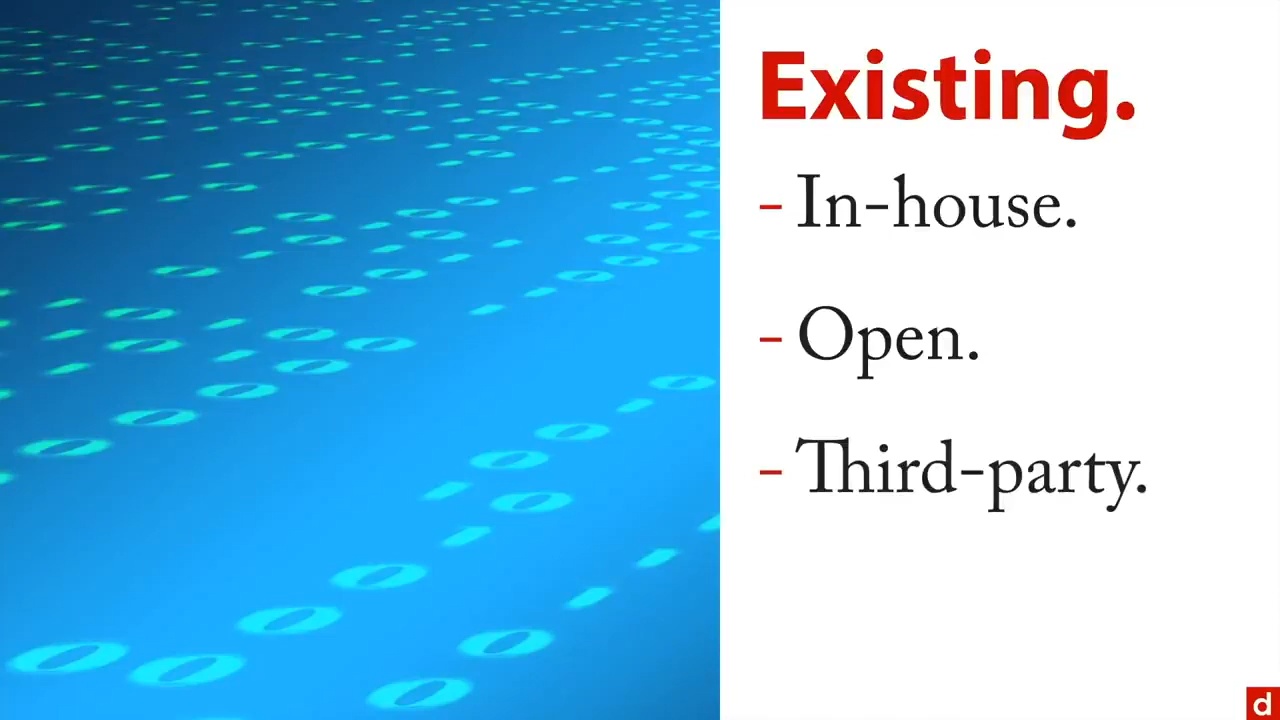 Existing.
- In-house.
- Open.
- Third-party.
d